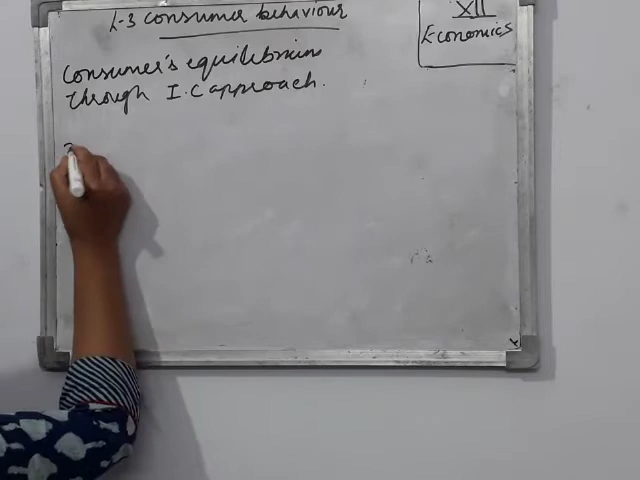 L-3 Consumer behaviour
XII
Economics
Consumer's equilibrium
Through I.C approach.